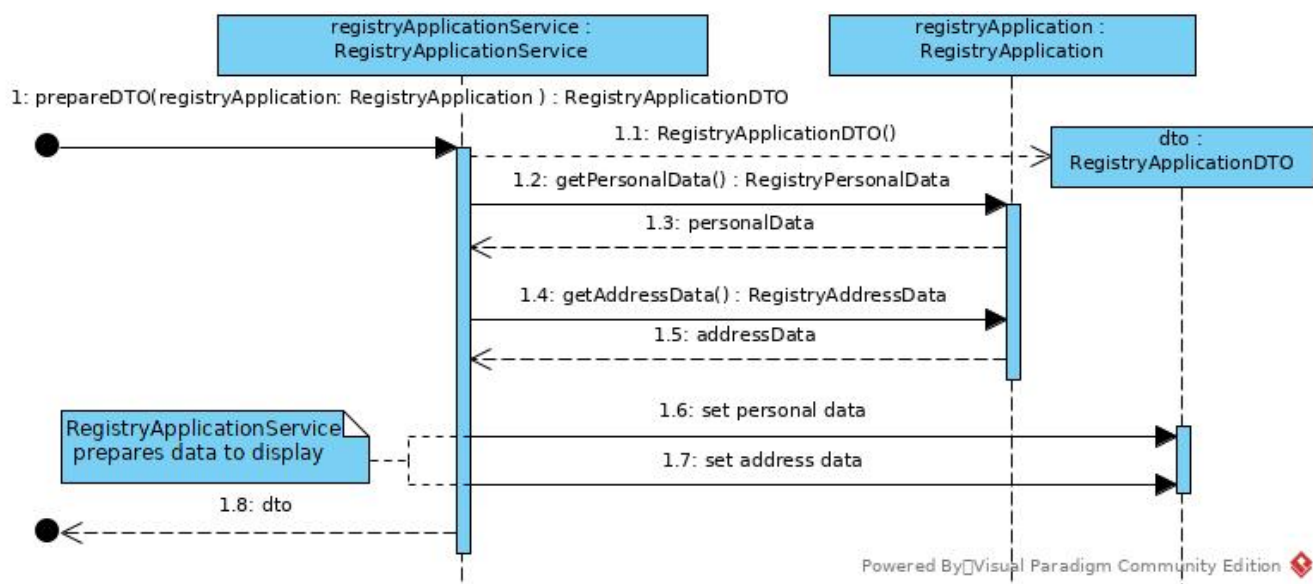 registryApplicationService :
RegistryApplicationService
registryApplication :
RegistryApplication
1: prepareDTO(registryApplication: RegistryApplication ) : RegistryApplicationDTO
1.1: RegistryApplicationDTO()
dto :
RegistryApplicationDTO
1.2: getPersonalData() : RegistryPersonalData
1.3: personalData
1.4: getAddressData() : RegistryAddressData
1.5: addressData
1.6: set personal data
RegistryApplicationService
prepares data to display
1.7: set address data
1.8: dto
Powered By Visual Paradigm Community Edition